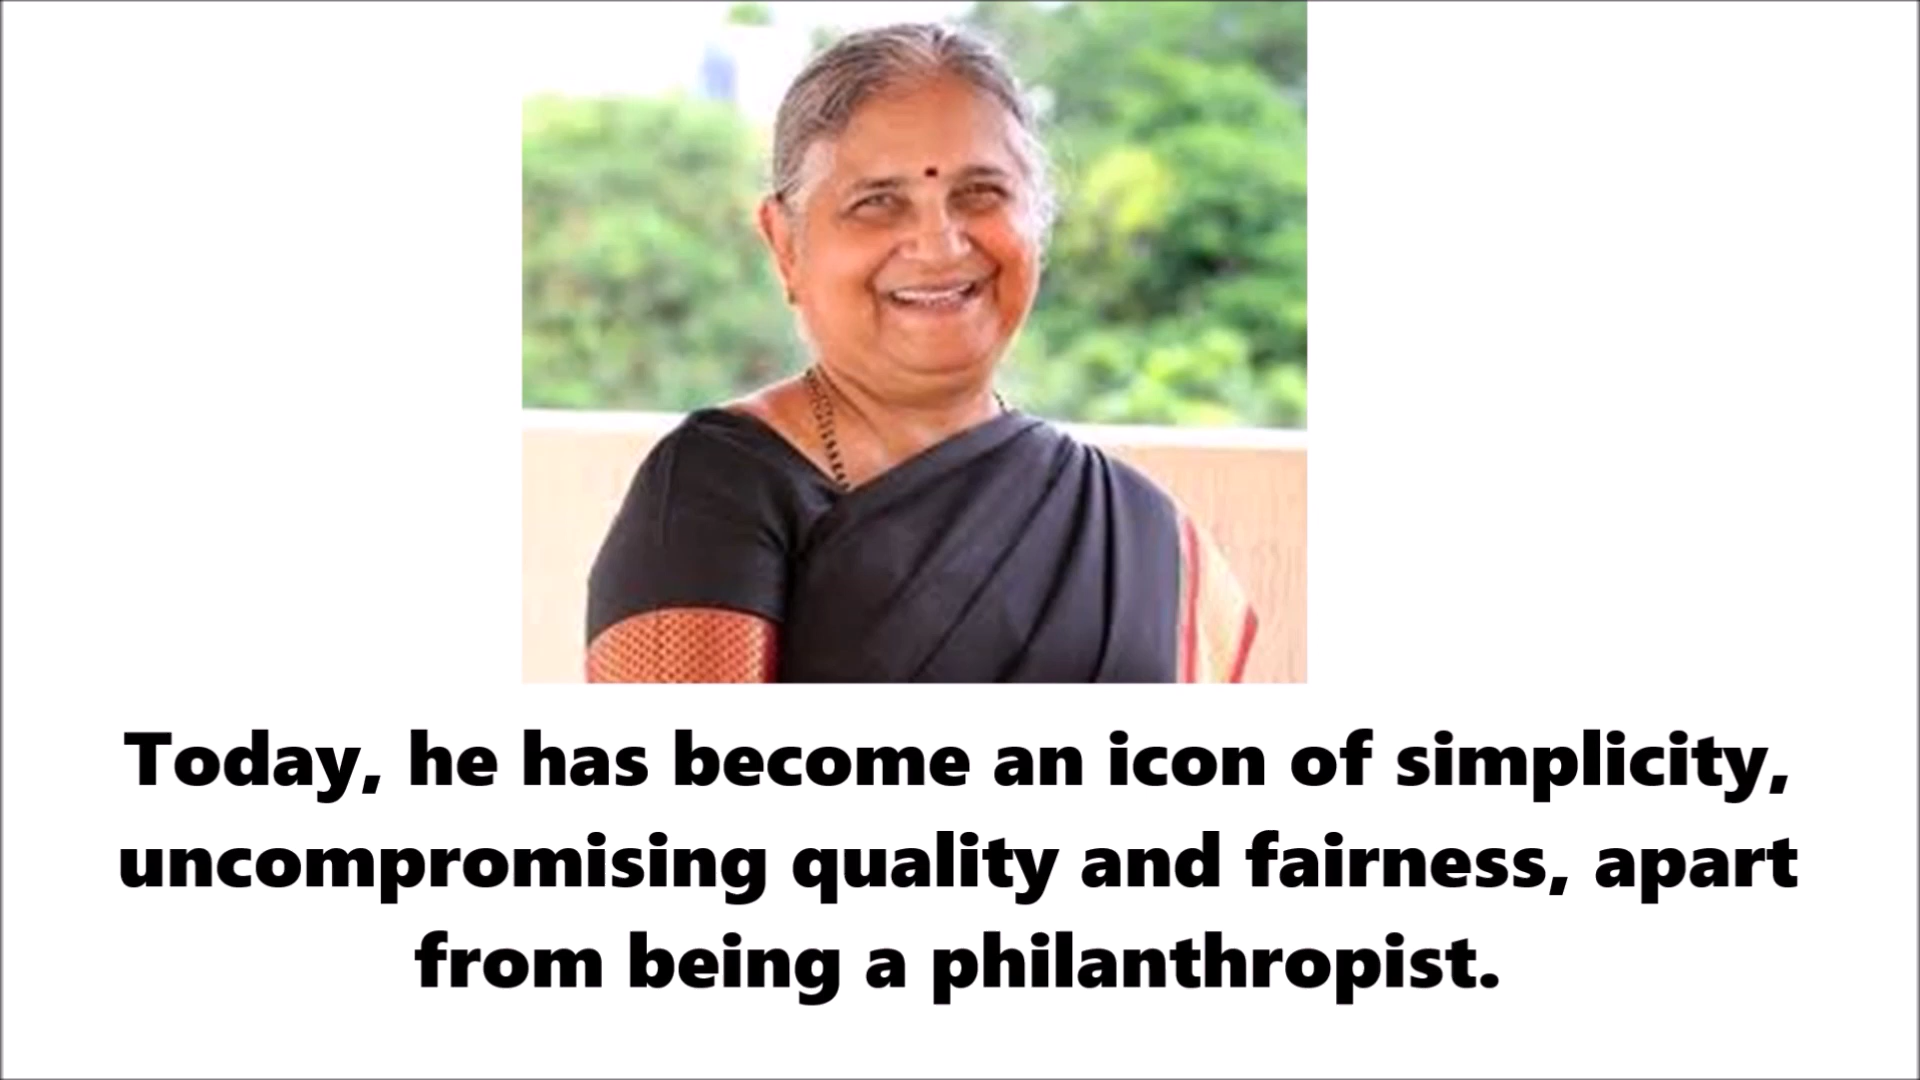 Today, he has become an icon of simplicity,
uncompromising quality and fairness, apart
from being a philanthropist.